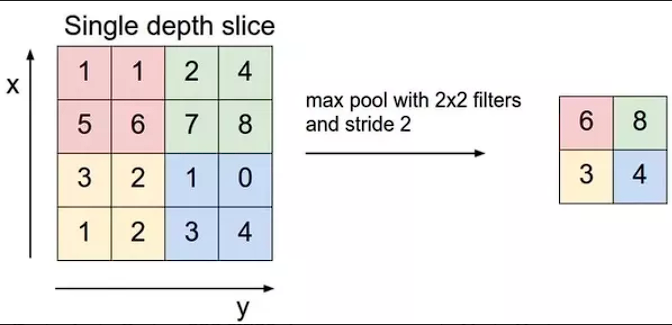 Single depth slice
x
1 1 2 4
5 6 7 8
3 2 1 0
1 2 3 4
y
max pool with 2x2 filters
and stride 2
6 8
3 4